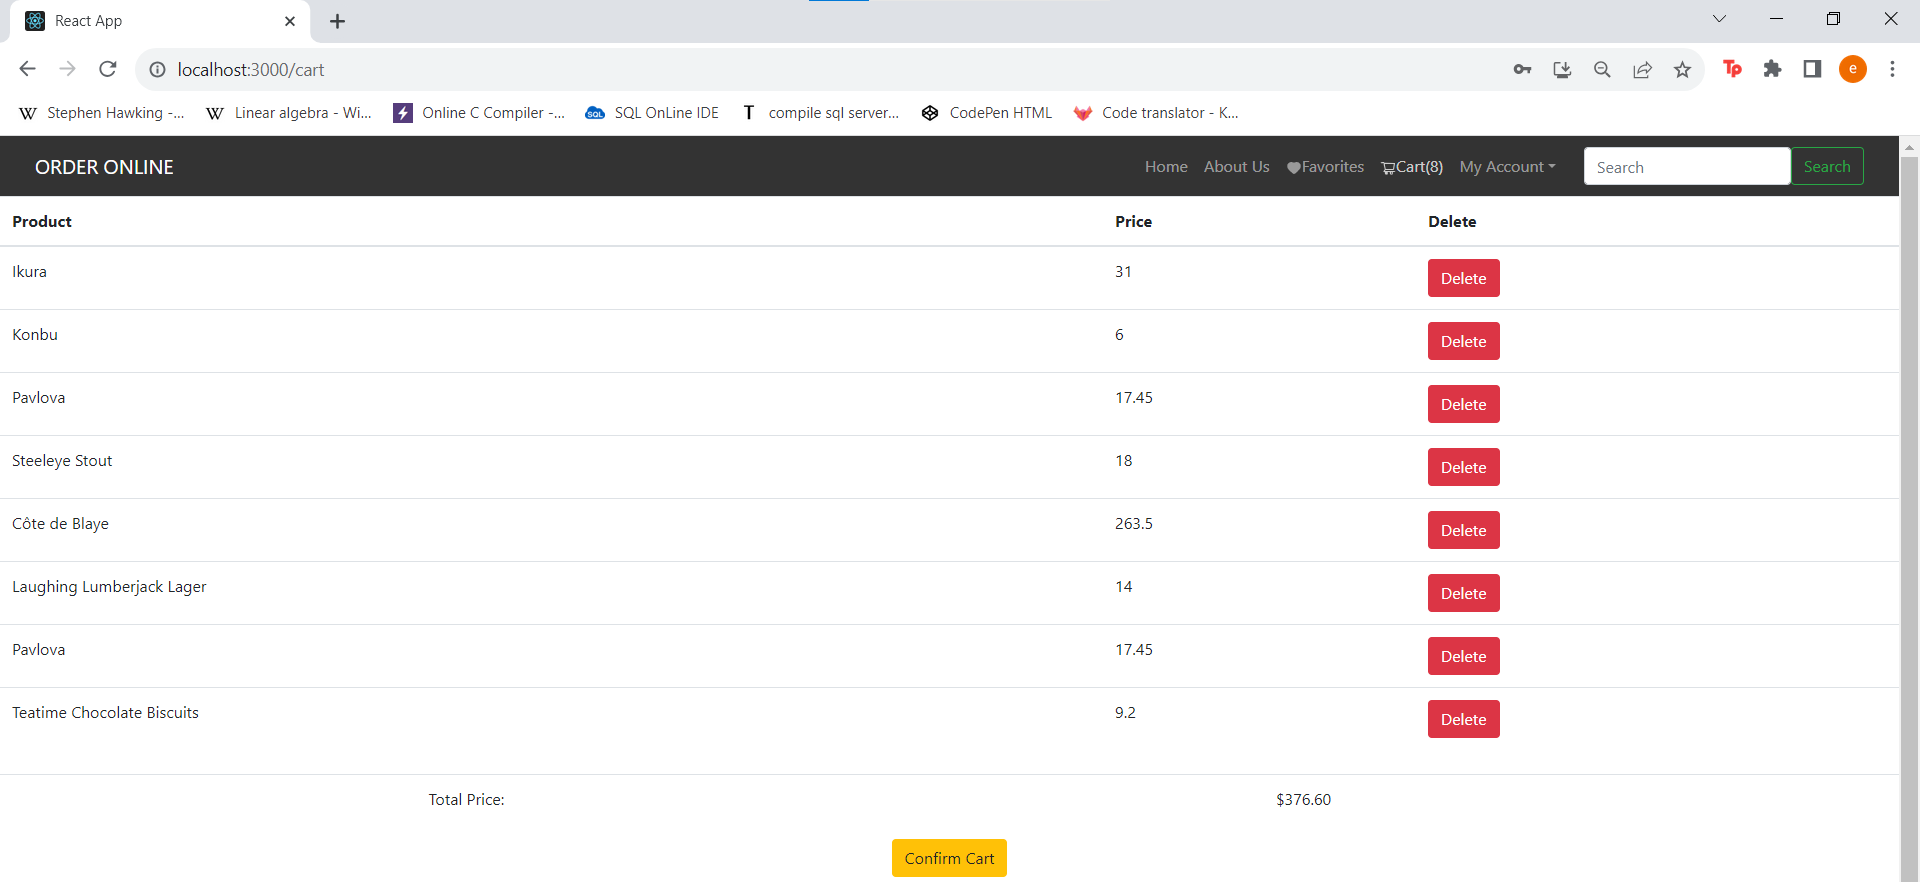 React App
localhost:3000/cart
Stephen Hawking -... Linear algebra - Wi... Online C Compiler -... SQL SQL OnLine IDE T compile sql server... CodePen HTML Code translator - K...
Tp e
ORDER ONLINE Home About Us Favorites Cart(8) My Account Search Search
Product Price Delete
Ikura 31 Delete
Konbu 6 Delete
Pavlova 17.45 Delete
Steeleye Stout 18 Delete
Côte de Blaye 263.5 Delete
Laughing Lumberjack Lager 14 Delete
Pavlova 17.45 Delete
Teatime Chocolate Biscuits 9.2 Delete
Total Price: $376.60
Confirm Cart